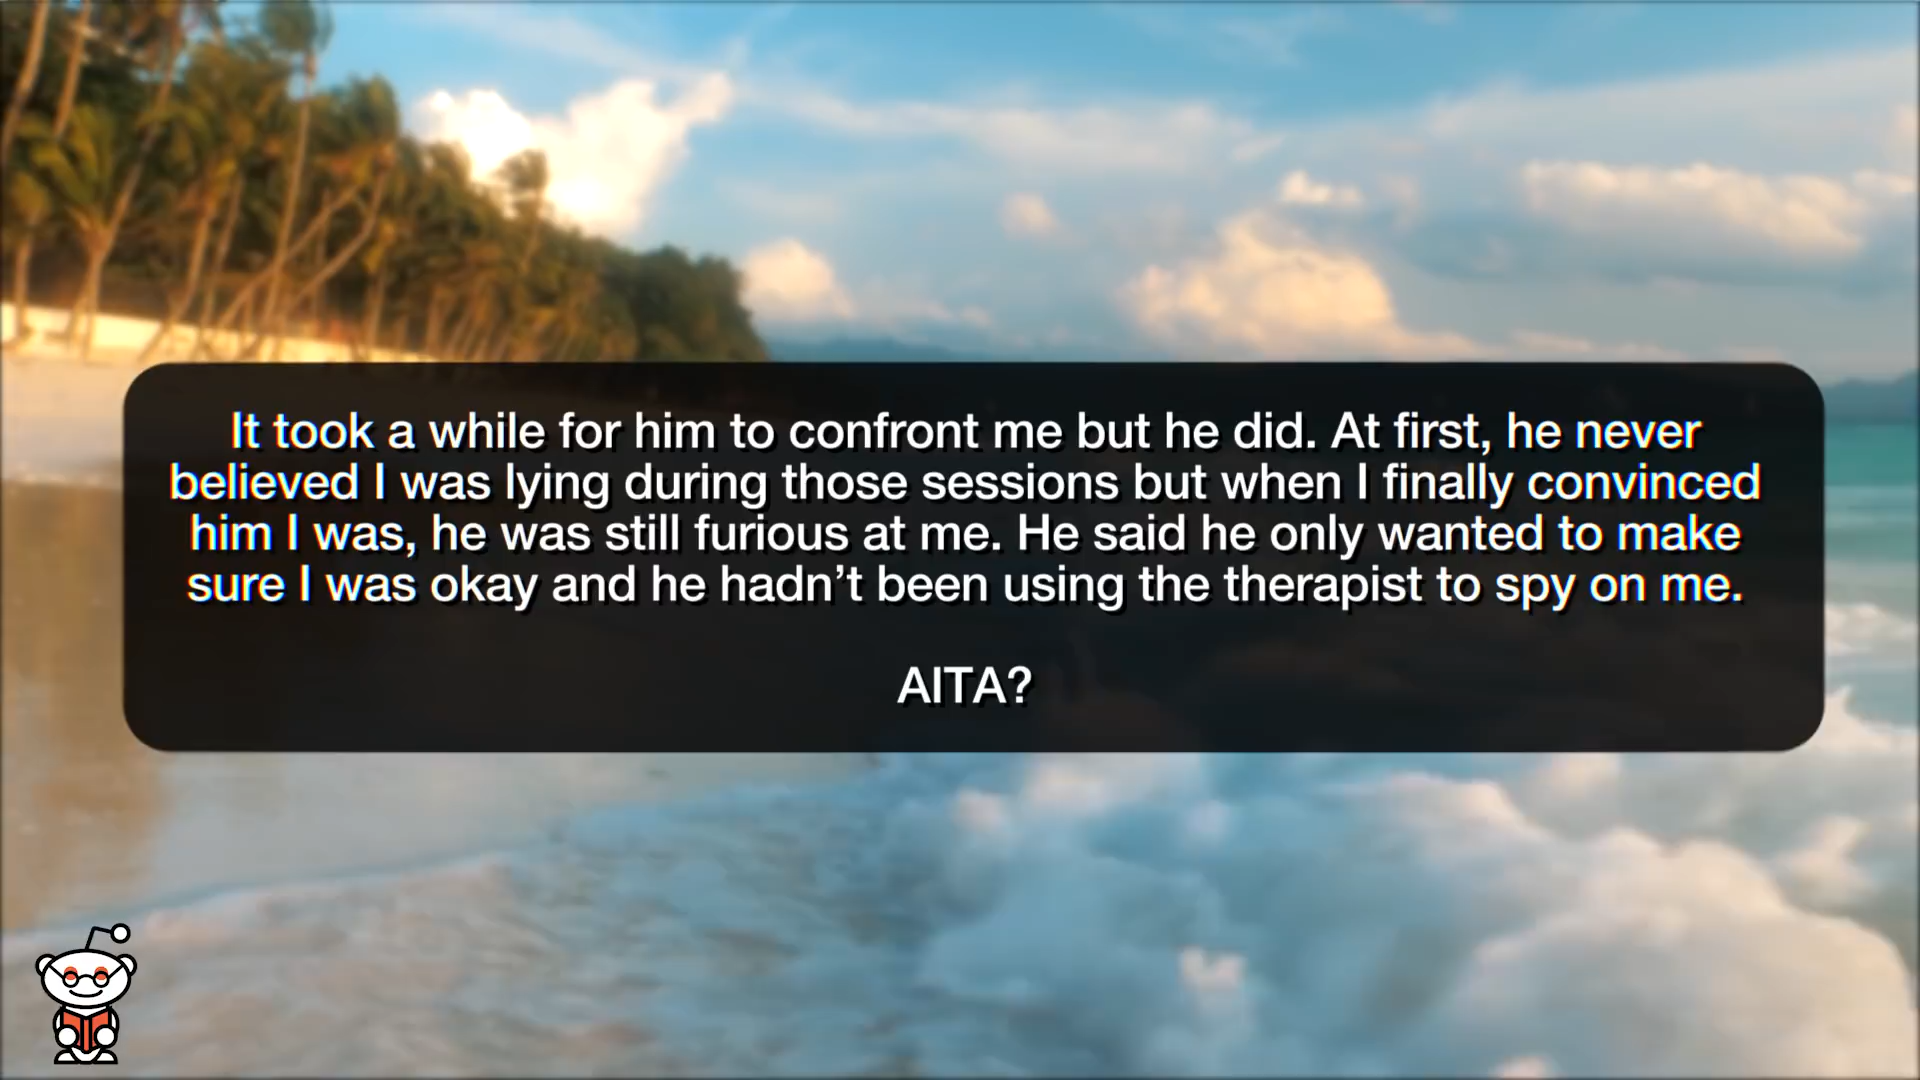 It took a while for him to confront me but he did. At first, he never
believed I was lying during those sessions but when I finally convinced
him I was, he was still furious at me. He said he only wanted to make
sure I was okay and he hadn’t been using the therapist to spy on me.
AITA?